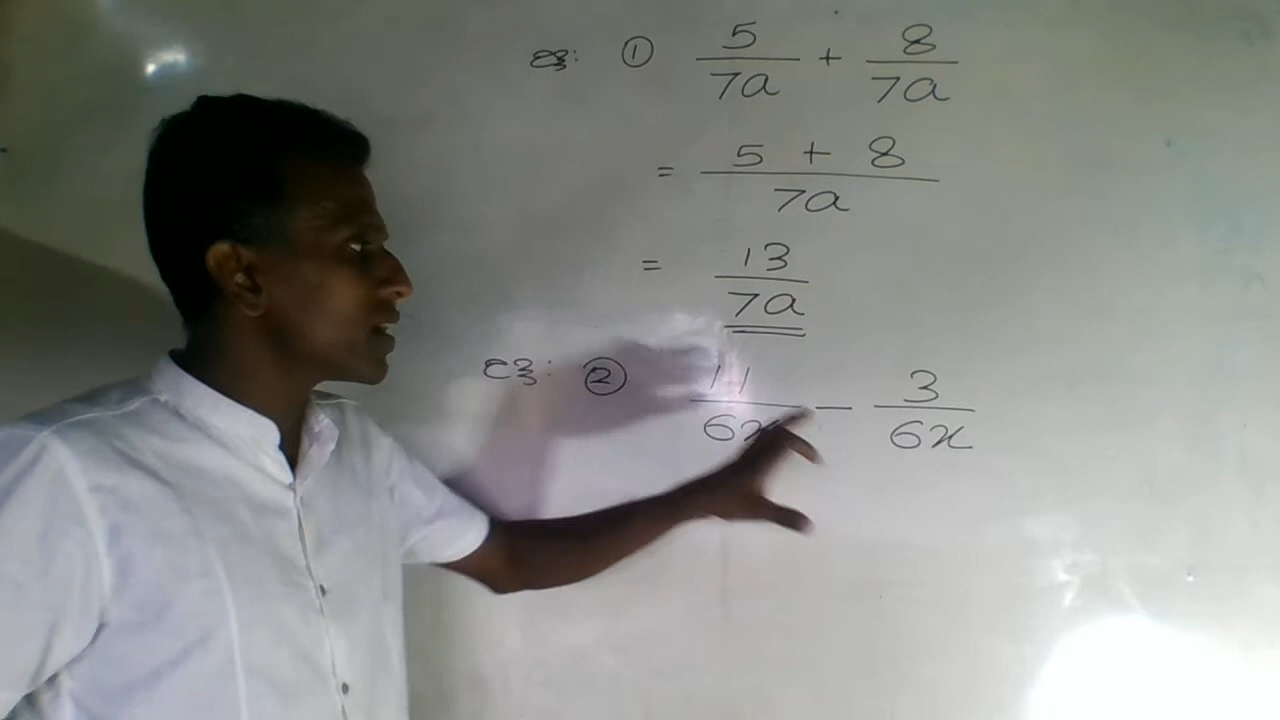 ① 5/7a + 8/7a
= 5 + 8/7a
= 13/7a
② 11/6x − 3/6x